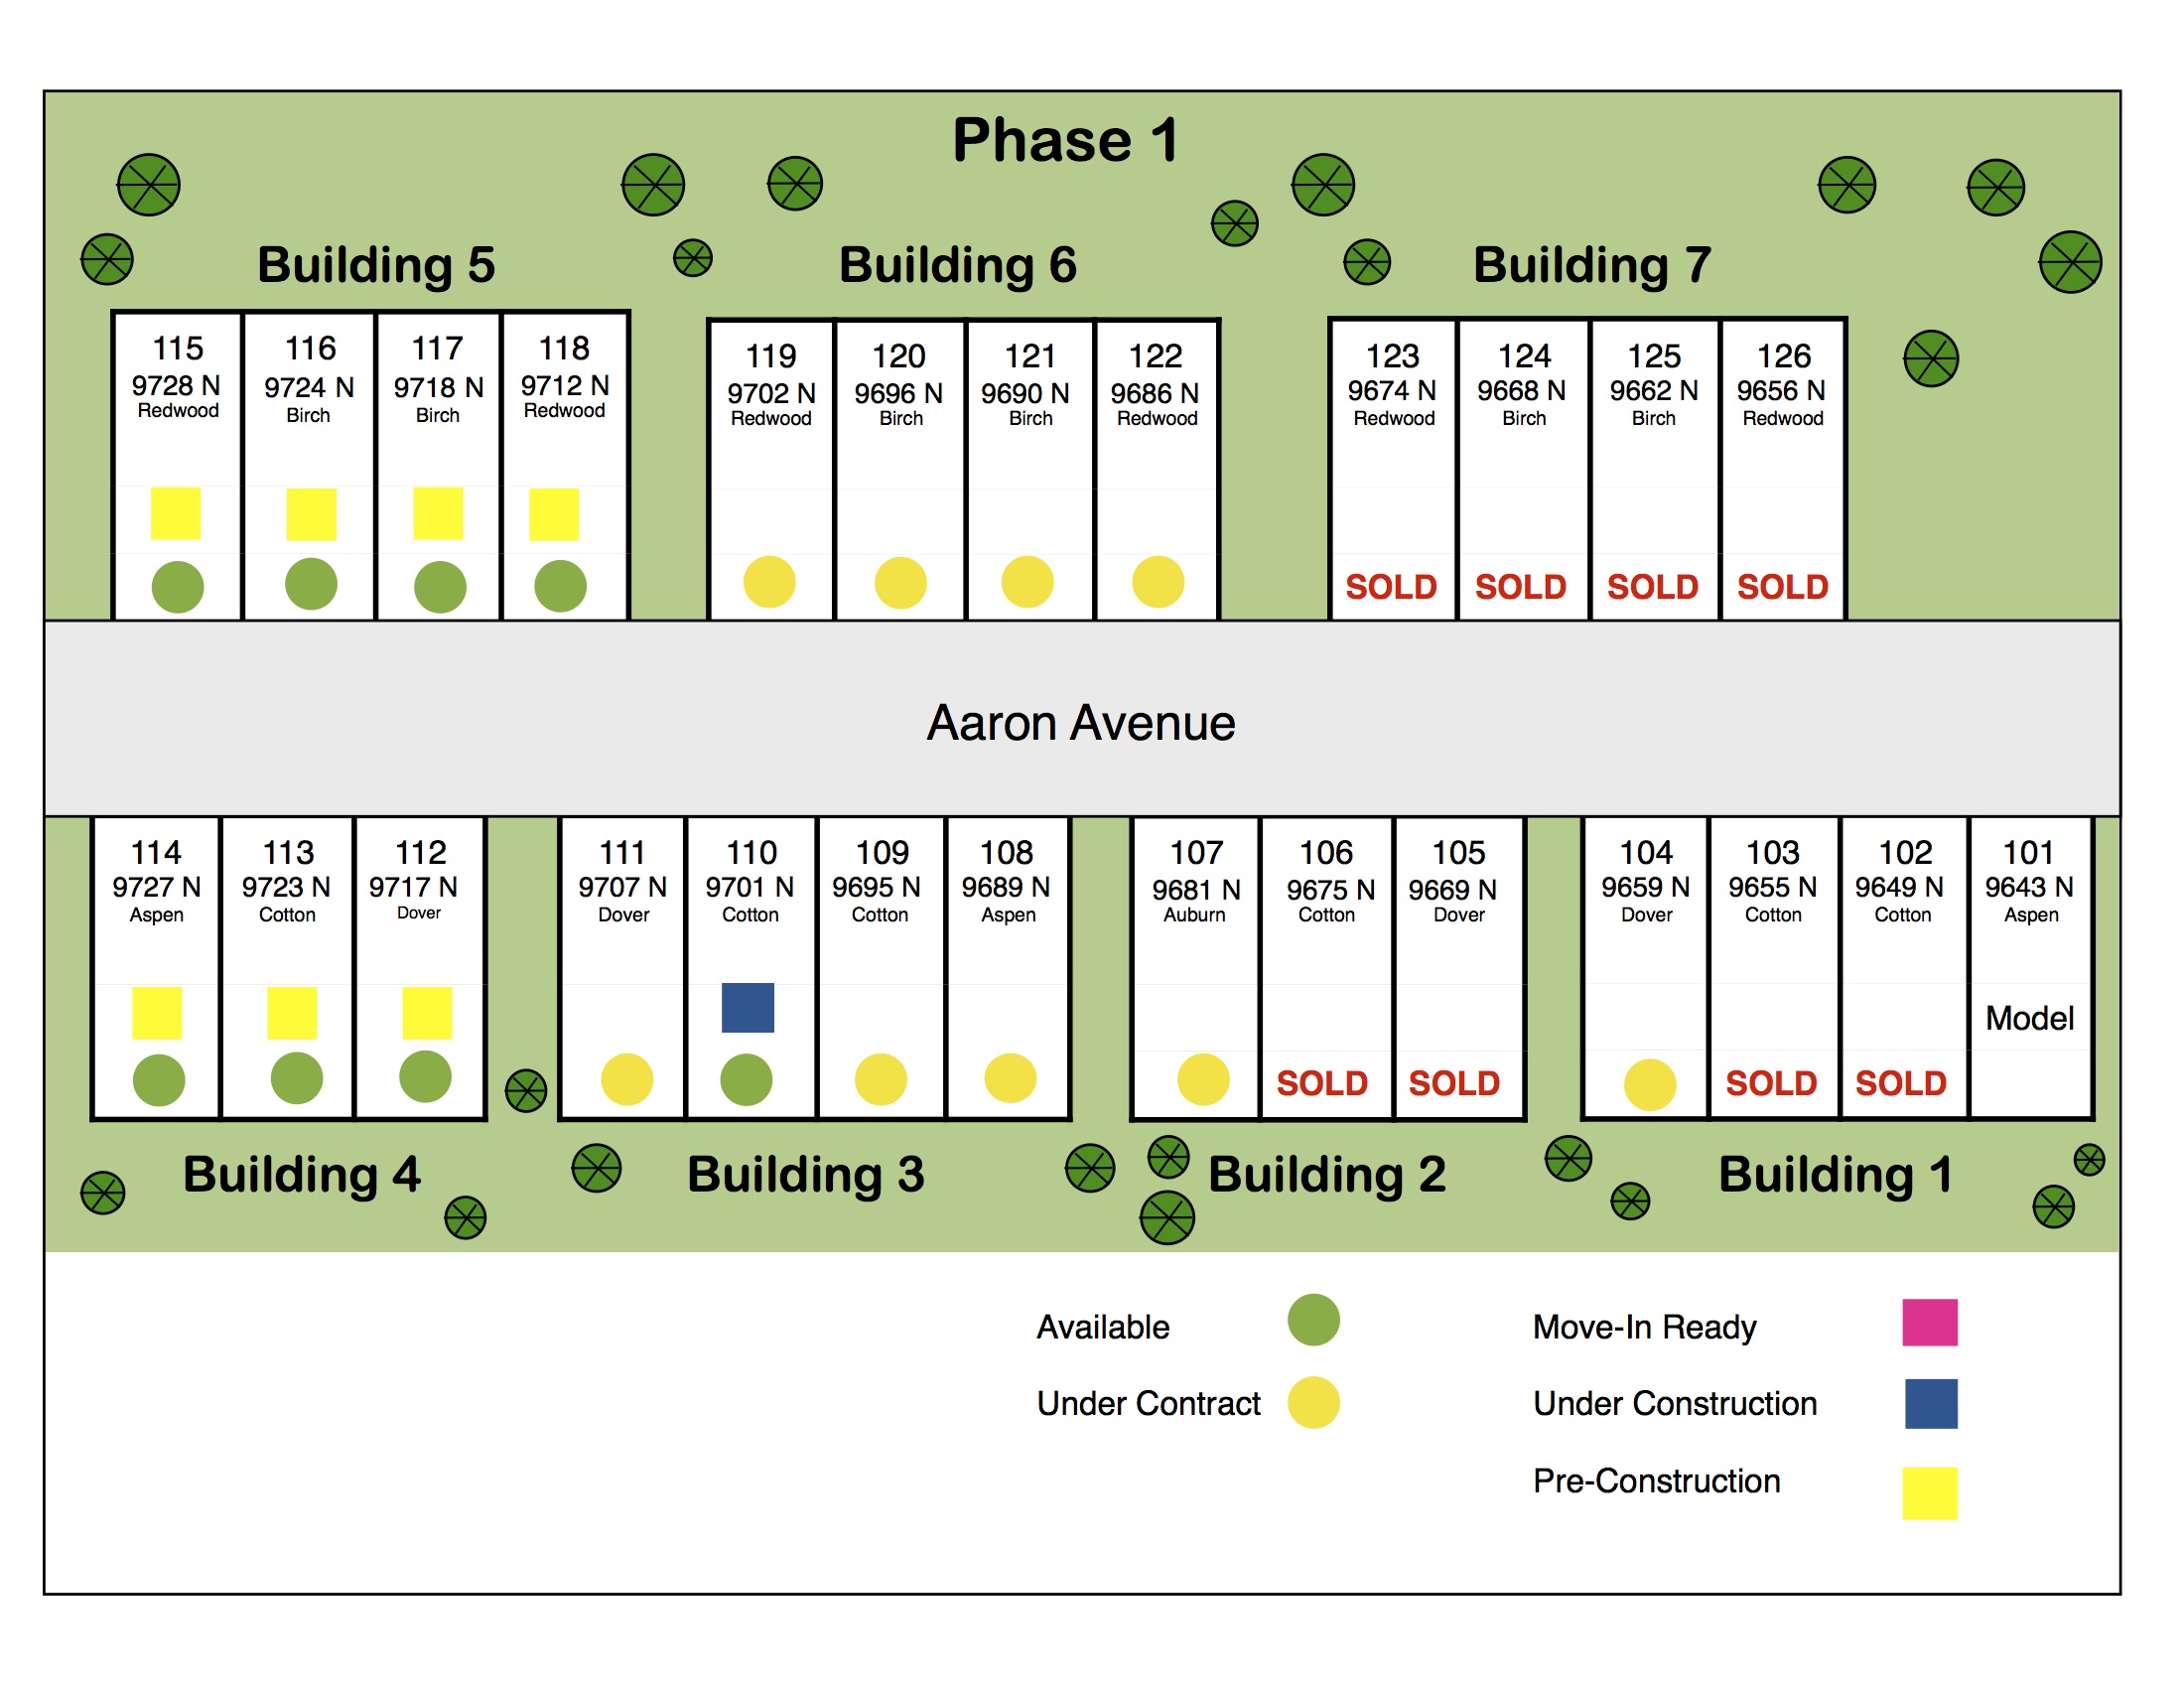 Phase 1
Building 5
Building 6
Building 7
115
9728 N
Redwood
116
9724 N
Birch
117
9718 N
Birch
118
9712 N
Redwood
119
9702 N
Redwood
120
9696 N
Birch
121
9690 N
Birch
122
9686 N
Redwood
123
9674 N
Redwood
SOLD
124
9668 N
Birch
SOLD
125
9662 N
Birch
SOLD
126
9656 N
Redwood
SOLD
Aaron Avenue
114
9727 N
Aspen
113
9723 N
Cotton
112
9717 N
Dover
111
9707 N
Dover
110
9701 N
Cotton
109
9695 N
Cotton
108
9689 N
Aspen
107
9681 N
Auburn
106
9675 N
Cotton
SOLD
105
9669 N
Dover
SOLD
104
9659 N
Dover
103
9655 N
Cotton
SOLD
102
9649 N
Cotton
SOLD
101
9643 N
Aspen
Model
Building 4
Building 3
Building 2
Building 1
Available
Under Contract
Move-In Ready
Under Construction
Pre-Construction